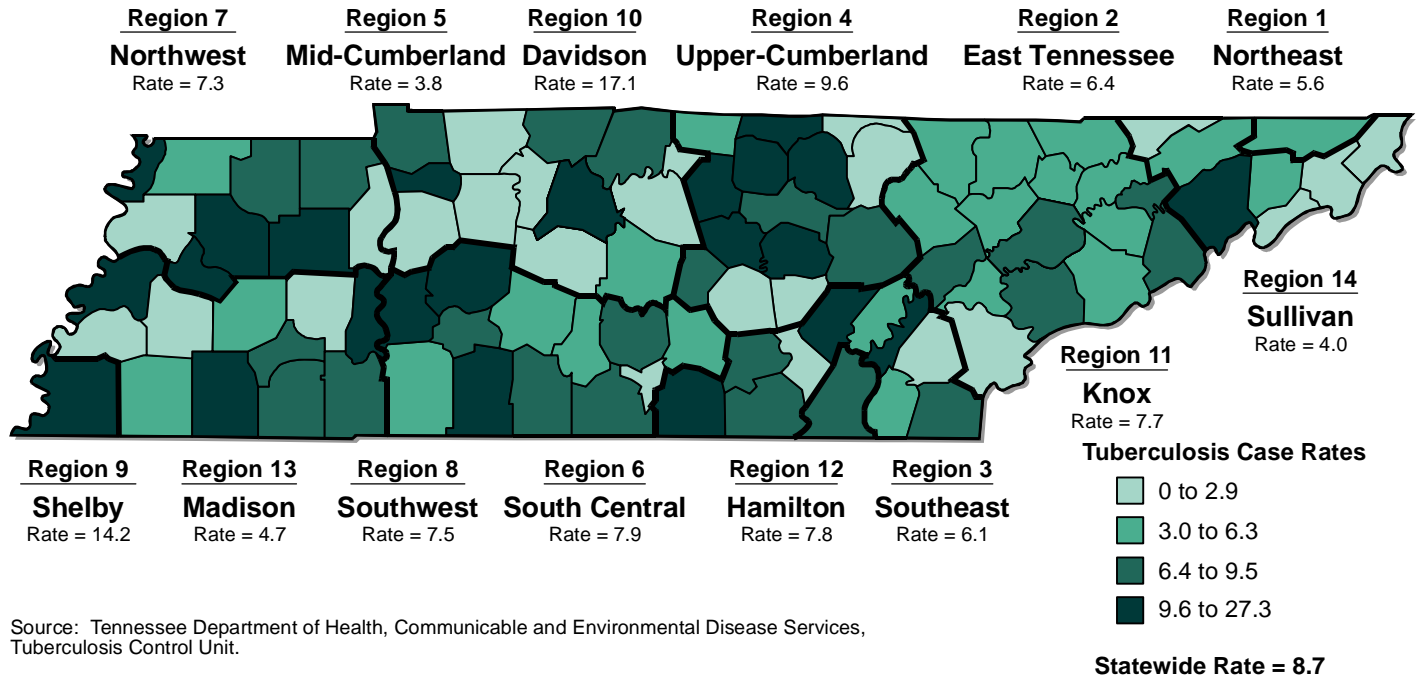 Region 7
Northwest
Rate = 7.3
Region 5
Mid-Cumberland
Rate = 3.8
Region 10
Davidson
Rate = 17.1
Region 4
Upper-Cumberland
Rate = 9.6
Region 2
East Tennessee
Rate = 6.4
Region 1
Northeast
Rate = 5.6
Region 14
Sullivan
Rate = 4.0
Region 11
Knox
Rate = 7.7
Region 9
Shelby
Rate = 14.2
Region 13
Madison
Rate = 4.7
Region 8
Southwest
Rate = 7.5
Region 6
South Central
Rate = 7.9
Region 12
Hamilton
Rate = 7.8
Region 3
Southeast
Rate = 6.1
Tuberculosis Case Rates
0 to 2.9
3.0 to 6.3
6.4 to 9.5
9.6 to 27.3
Statewide Rate = 8.7
Source: Tennessee Department of Health, Communicable and Environmental Disease Services,
Tuberculosis Control Unit.